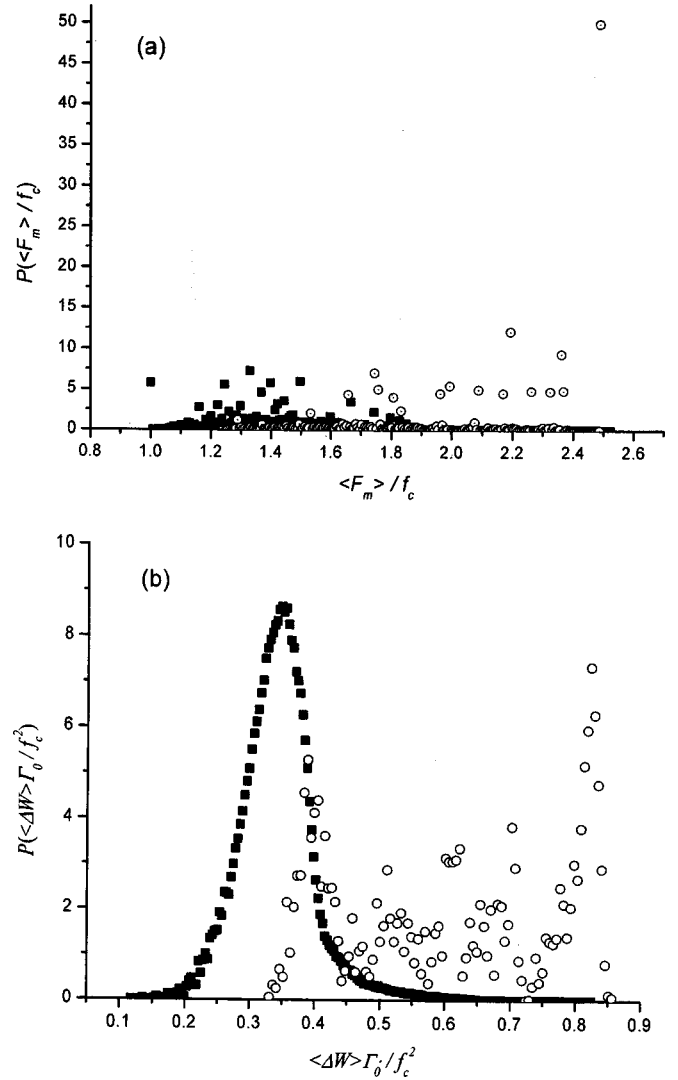 (a)
50
45
40
35
30
25
20
15
10
5
0
P(<F_m> / f_c)
0.8 1.0 1.2 1.4 1.6 1.8 2.0 2.2 2.4 2.6
<F_m> / f_c
(b)
10
8
6
4
2
0
P(<ΔW>Γ_0 / f_c^2)
0.1 0.2 0.3 0.4 0.5 0.6 0.7 0.8 0.9
<ΔW>Γ_0 / f_c^2